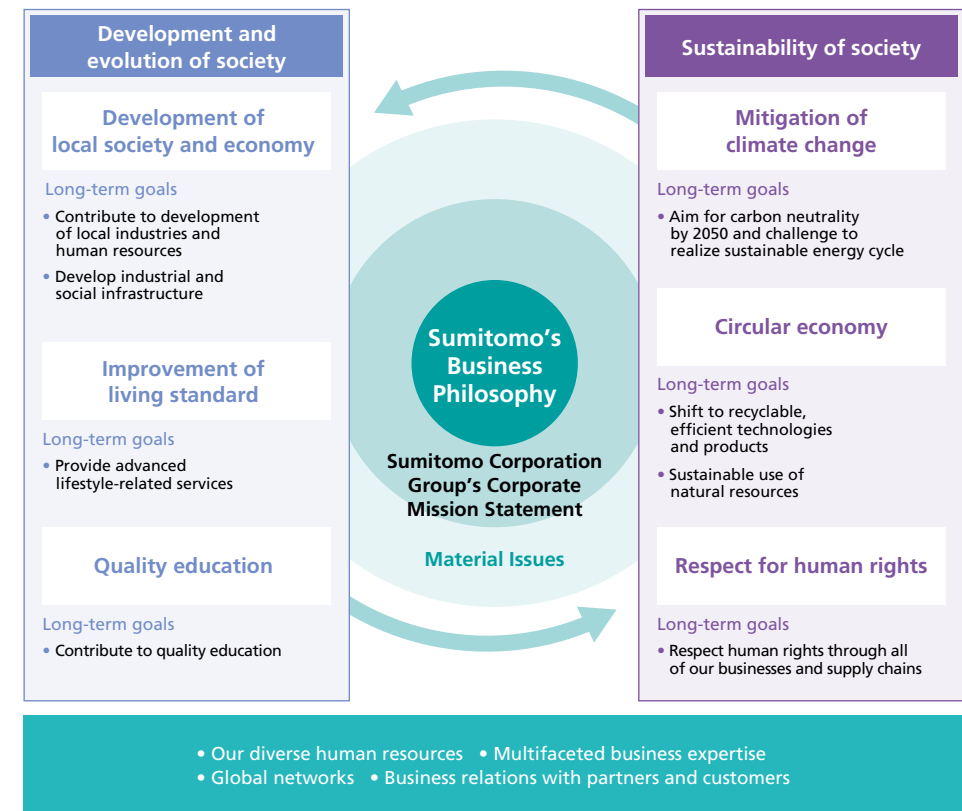 Development and
evolution of society
Development of
local society and economy
Long-term goals
• Contribute to development
of local industries and
human resources
• Develop industrial and
social infrastructure
Improvement of
living standard
Long-term goals
• Provide advanced
lifestyle-related services
Quality education
Long-term goals
• Contribute to quality education
Sumitomo’s
Business
Philosophy
Sumitomo Corporation
Group’s Corporate
Mission Statement
Material Issues
Sustainability of society
Mitigation of
climate change
Long-term goals
• Aim for carbon neutrality
by 2050 and challenge to
realize sustainable energy cycle
Circular economy
Long-term goals
• Shift to recyclable,
efficient technologies
and products
• Sustainable use of
natural resources
Respect for human rights
Long-term goals
• Respect human rights through all
of our businesses and supply chains
• Our diverse human resources • Multifaceted business expertise
• Global networks • Business relations with partners and customers